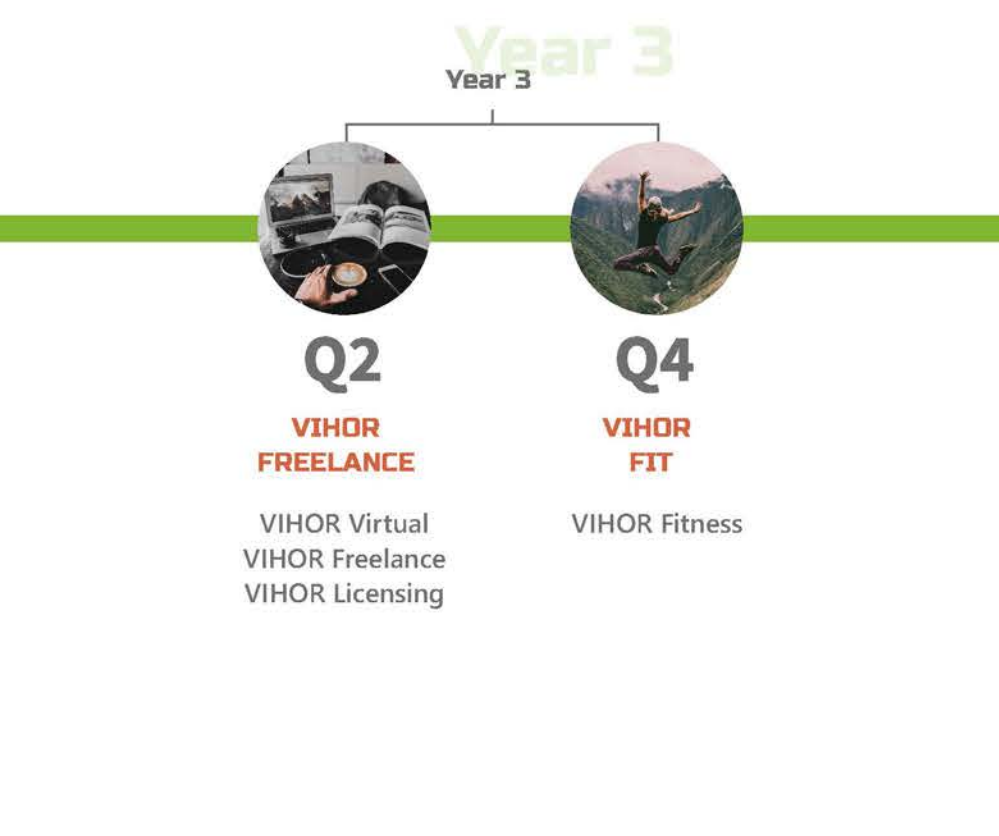 Year 3
Year 3
Q2
VIHOR
FREELANCE
VIHOR Virtual
VIHOR Freelance
VIHOR Licensing
Q4
VIHOR
FIT
VIHOR Fitness